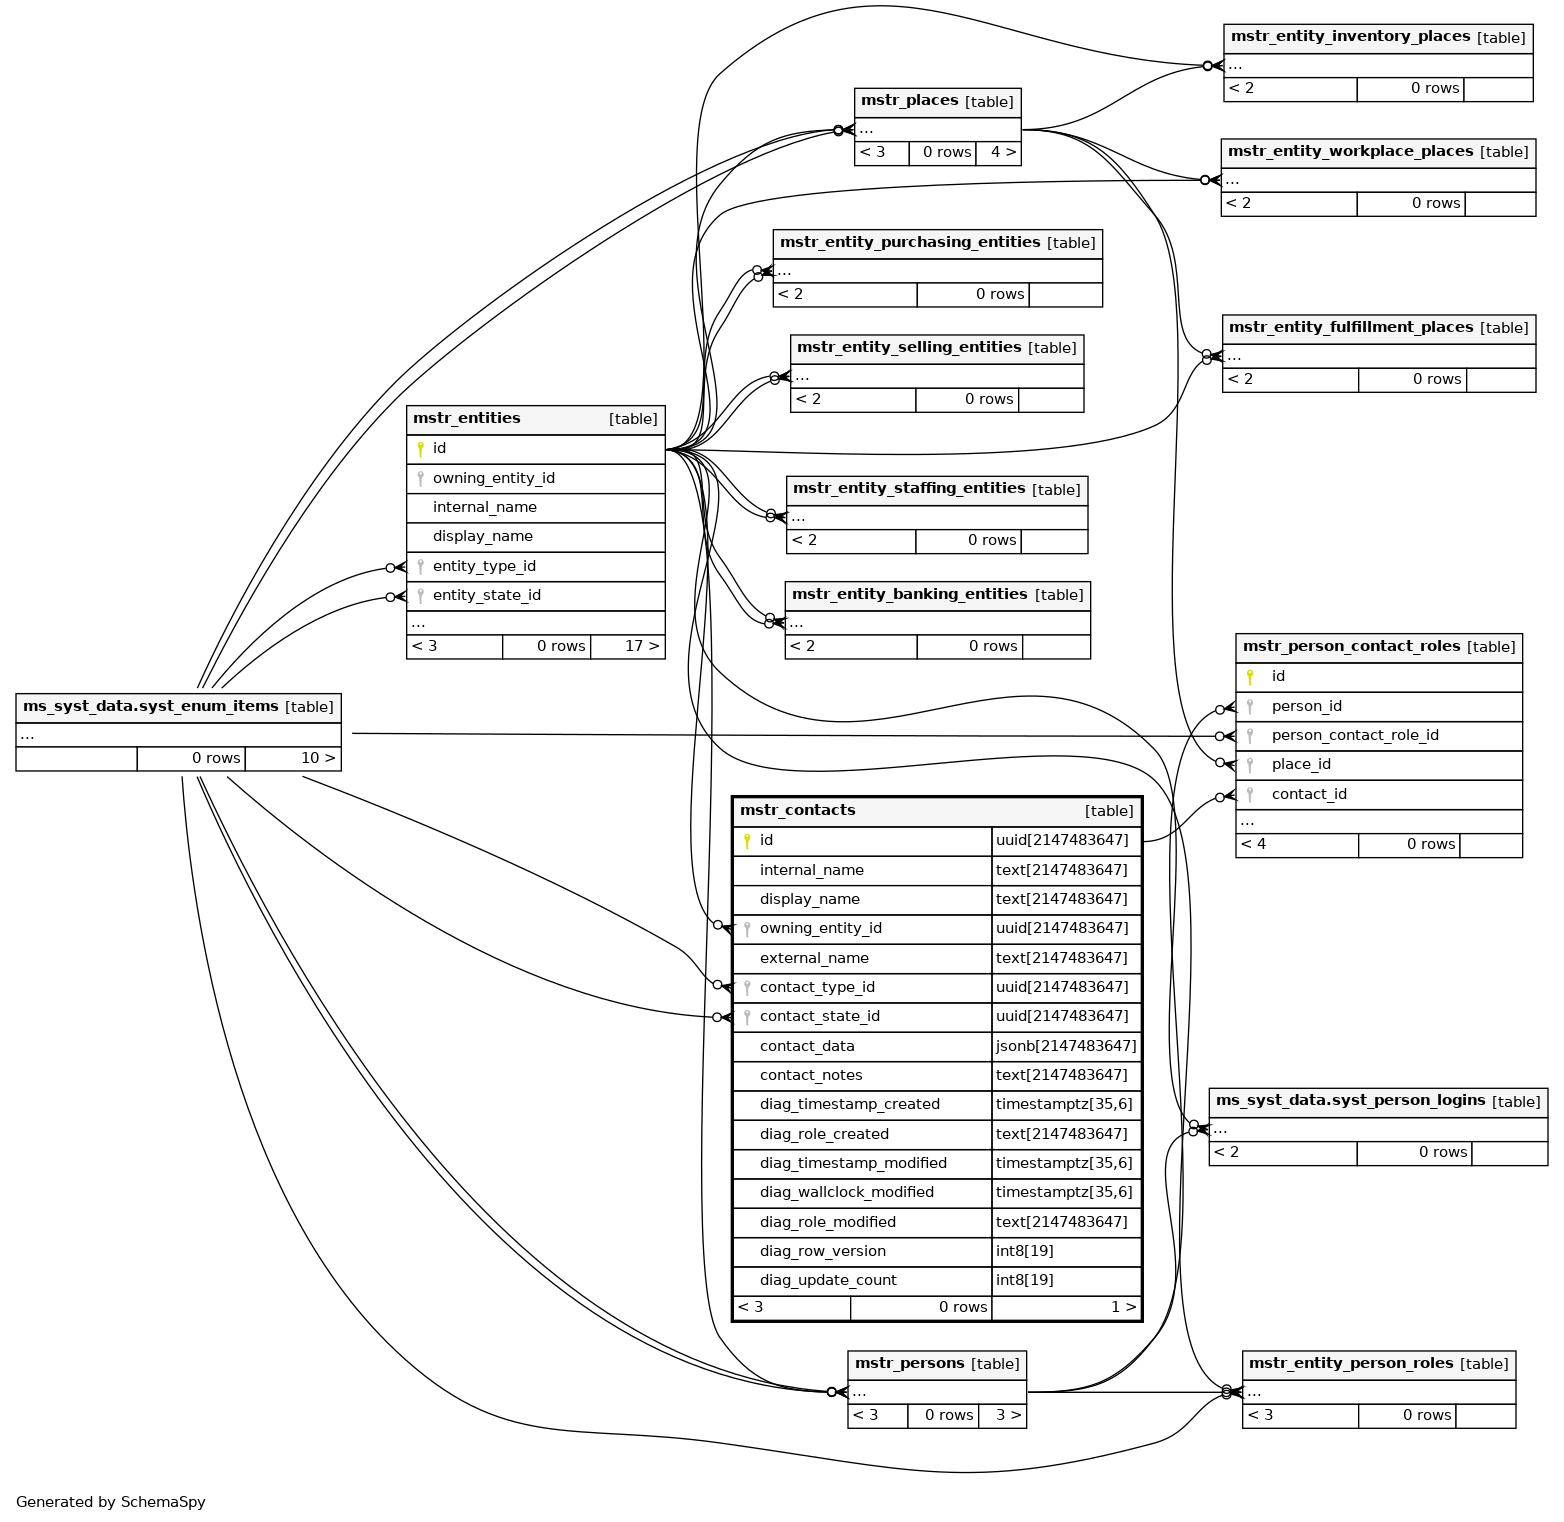 mstr_entity_inventory_places [table]
...
< 2 0 rows
mstr_places [table]
...
< 3 0 rows 4 >
mstr_entity_workplace_places [table]
...
< 2 0 rows
mstr_entity_purchasing_entities [table]
...
< 2 0 rows
mstr_entity_fulfillment_places [table]
...
< 2 0 rows
mstr_entity_selling_entities [table]
...
< 2 0 rows
mstr_entities [table]
id
owning_entity_id
internal_name
display_name
entity_type_id
entity_state_id
...
< 3 0 rows 17 >
mstr_entity_staffing_entities [table]
...
< 2 0 rows
mstr_entity_banking_entities [table]
...
< 2 0 rows
mstr_person_contact_roles [table]
id
person_id
person_contact_role_id
place_id
contact_id
...
< 4 0 rows
ms_syst_data.syst_enum_items [table]
...
0 rows 10 >
mstr_contacts [table]
id uuid[2147483647]
internal_name text[2147483647]
display_name text[2147483647]
owning_entity_id uuid[2147483647]
external_name text[2147483647]
contact_type_id uuid[2147483647]
contact_state_id uuid[2147483647]
contact_data jsonb[2147483647]
contact_notes text[2147483647]
diag_timestamp_created timestamptz[35,6]
diag_role_created text[2147483647]
diag_timestamp_modified timestamptz[35,6]
diag_wallclock_modified timestamptz[35,6]
diag_role_modified text[2147483647]
diag_row_version int8[19]
diag_update_count int8[19]
< 3 0 rows 1 >
ms_syst_data.syst_person_logins [table]
...
< 2 0 rows
mstr_persons [table]
...
< 3 0 rows 3 >
mstr_entity_person_roles [table]
...
< 3 0 rows
Generated by SchemaSpy